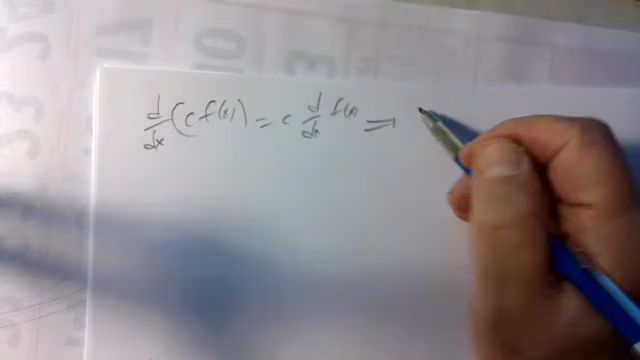 d/dx (c f(x)) = c d/dx f(x) ⇒